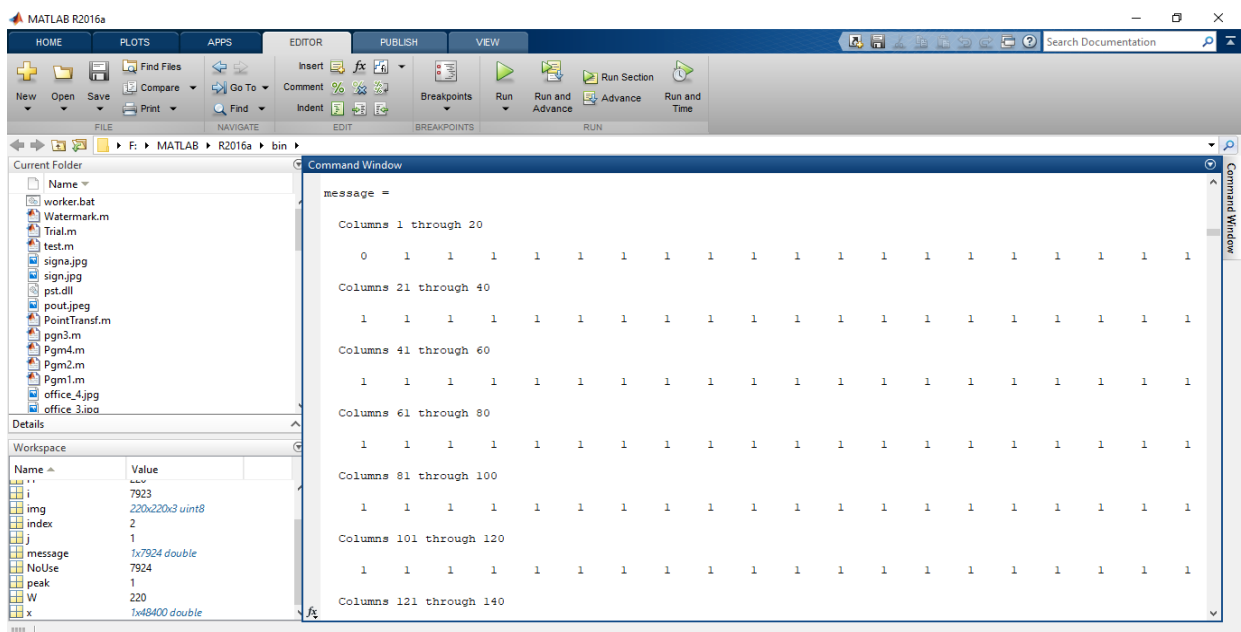 MATLAB R2016a
HOME PLOTS APPS EDITOR PUBLISH VIEW Search Documentation
New Open Save Find Files Compare Print Go To Find Insert Comment Indent fx Breakpoints Run Run and Advance Run Section Advance Run and Time
FILE NAVIGATE EDIT BREAKPOINTS RUN
F: MATLAB R2016a bin
Current Folder
Name
worker.bat
Watermark.m
Trial.m
test.m
signa.jpg
sign.jpg
pst.dll
pout.jpeg
PointTransf.m
pgn3.m
Pgm4.m
Pgm2.m
Pgm1.m
office_4.jpg
office_3.jpg
Details
Workspace
Name Value
i 7923
img 220x220x3 uint8
index 2
j 1
message 1x7924 double
NoUse 7924
peak 1
W 220
x 1x48400 double
Command Window
message =
Columns 1 through 20
0 1 1 1 1 1 1 1 1 1 1 1 1 1 1 1 1 1 1 1
Columns 21 through 40
1 1 1 1 1 1 1 1 1 1 1 1 1 1 1 1 1 1 1 1
Columns 41 through 60
1 1 1 1 1 1 1 1 1 1 1 1 1 1 1 1 1 1 1 1
Columns 61 through 80
1 1 1 1 1 1 1 1 1 1 1 1 1 1 1 1 1 1 1 1
Columns 81 through 100
1 1 1 1 1 1 1 1 1 1 1 1 1 1 1 1 1 1 1 1
Columns 101 through 120
1 1 1 1 1 1 1 1 1 1 1 1 1 1 1 1 1 1 1 1
Columns 121 through 140
fx
Command Window